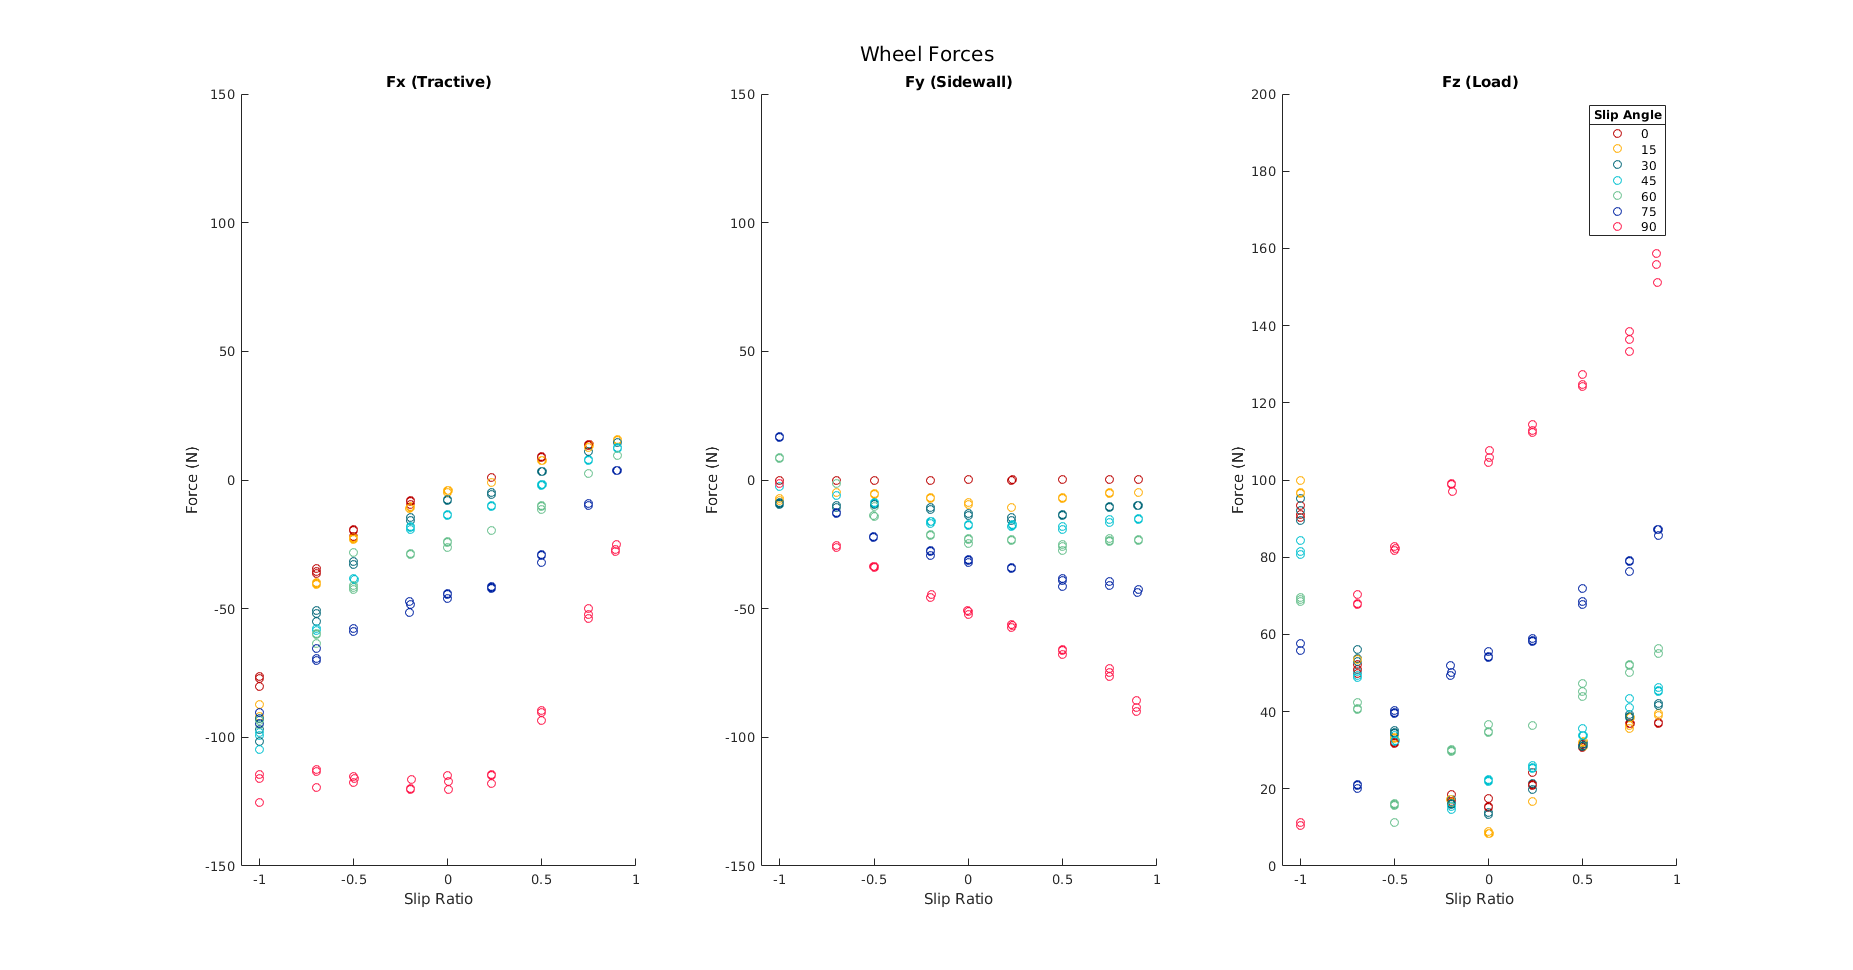 Wheel Forces
Fx (Tractive)
150
100
50
0
-50
-100
-150
Force (N)
-1 -0.5 0 0.5 1
Slip Ratio
Fy (Sidewall)
150
100
50
0
-50
-100
-150
Force (N)
-1 -0.5 0 0.5 1
Slip Ratio
Fz (Load)
200
180
160
140
120
100
80
60
40
20
0
Force (N)
-1 -0.5 0 0.5 1
Slip Ratio
Slip Angle
0
15
30
45
60
75
90